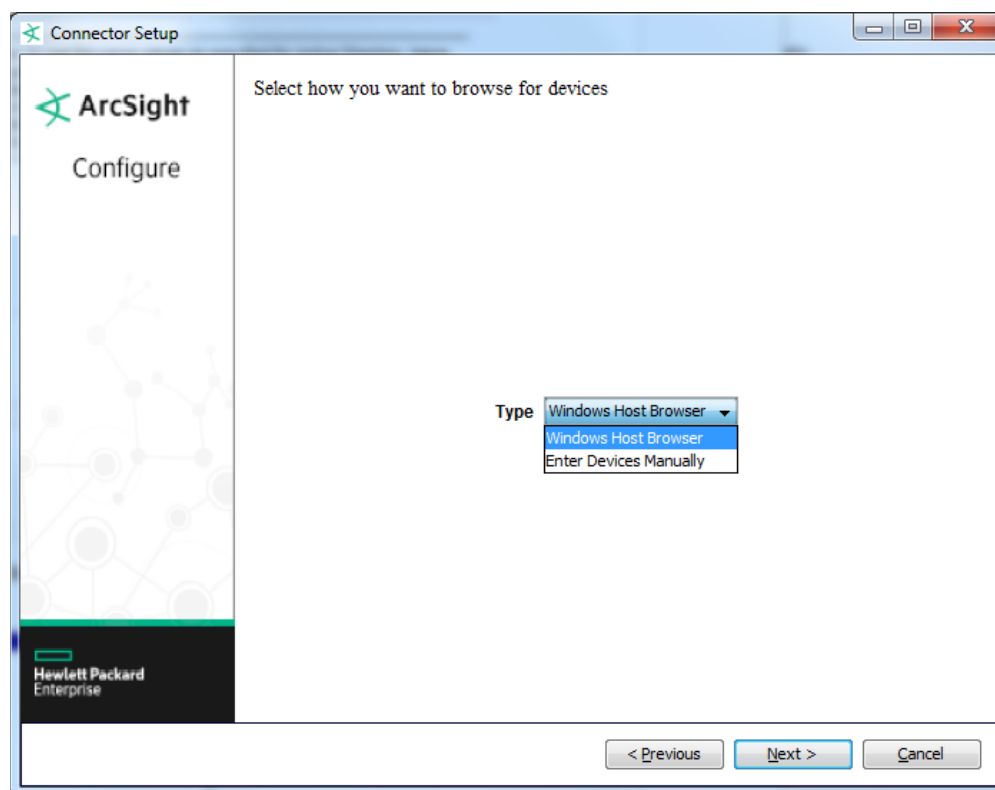 Connector Setup
ArcSight
Configure
Select how you want to browse for devices
Type Windows Host Browser
Windows Host Browser
Enter Devices Manually
Hewlett Packard
Enterprise
< Previous Next > Cancel